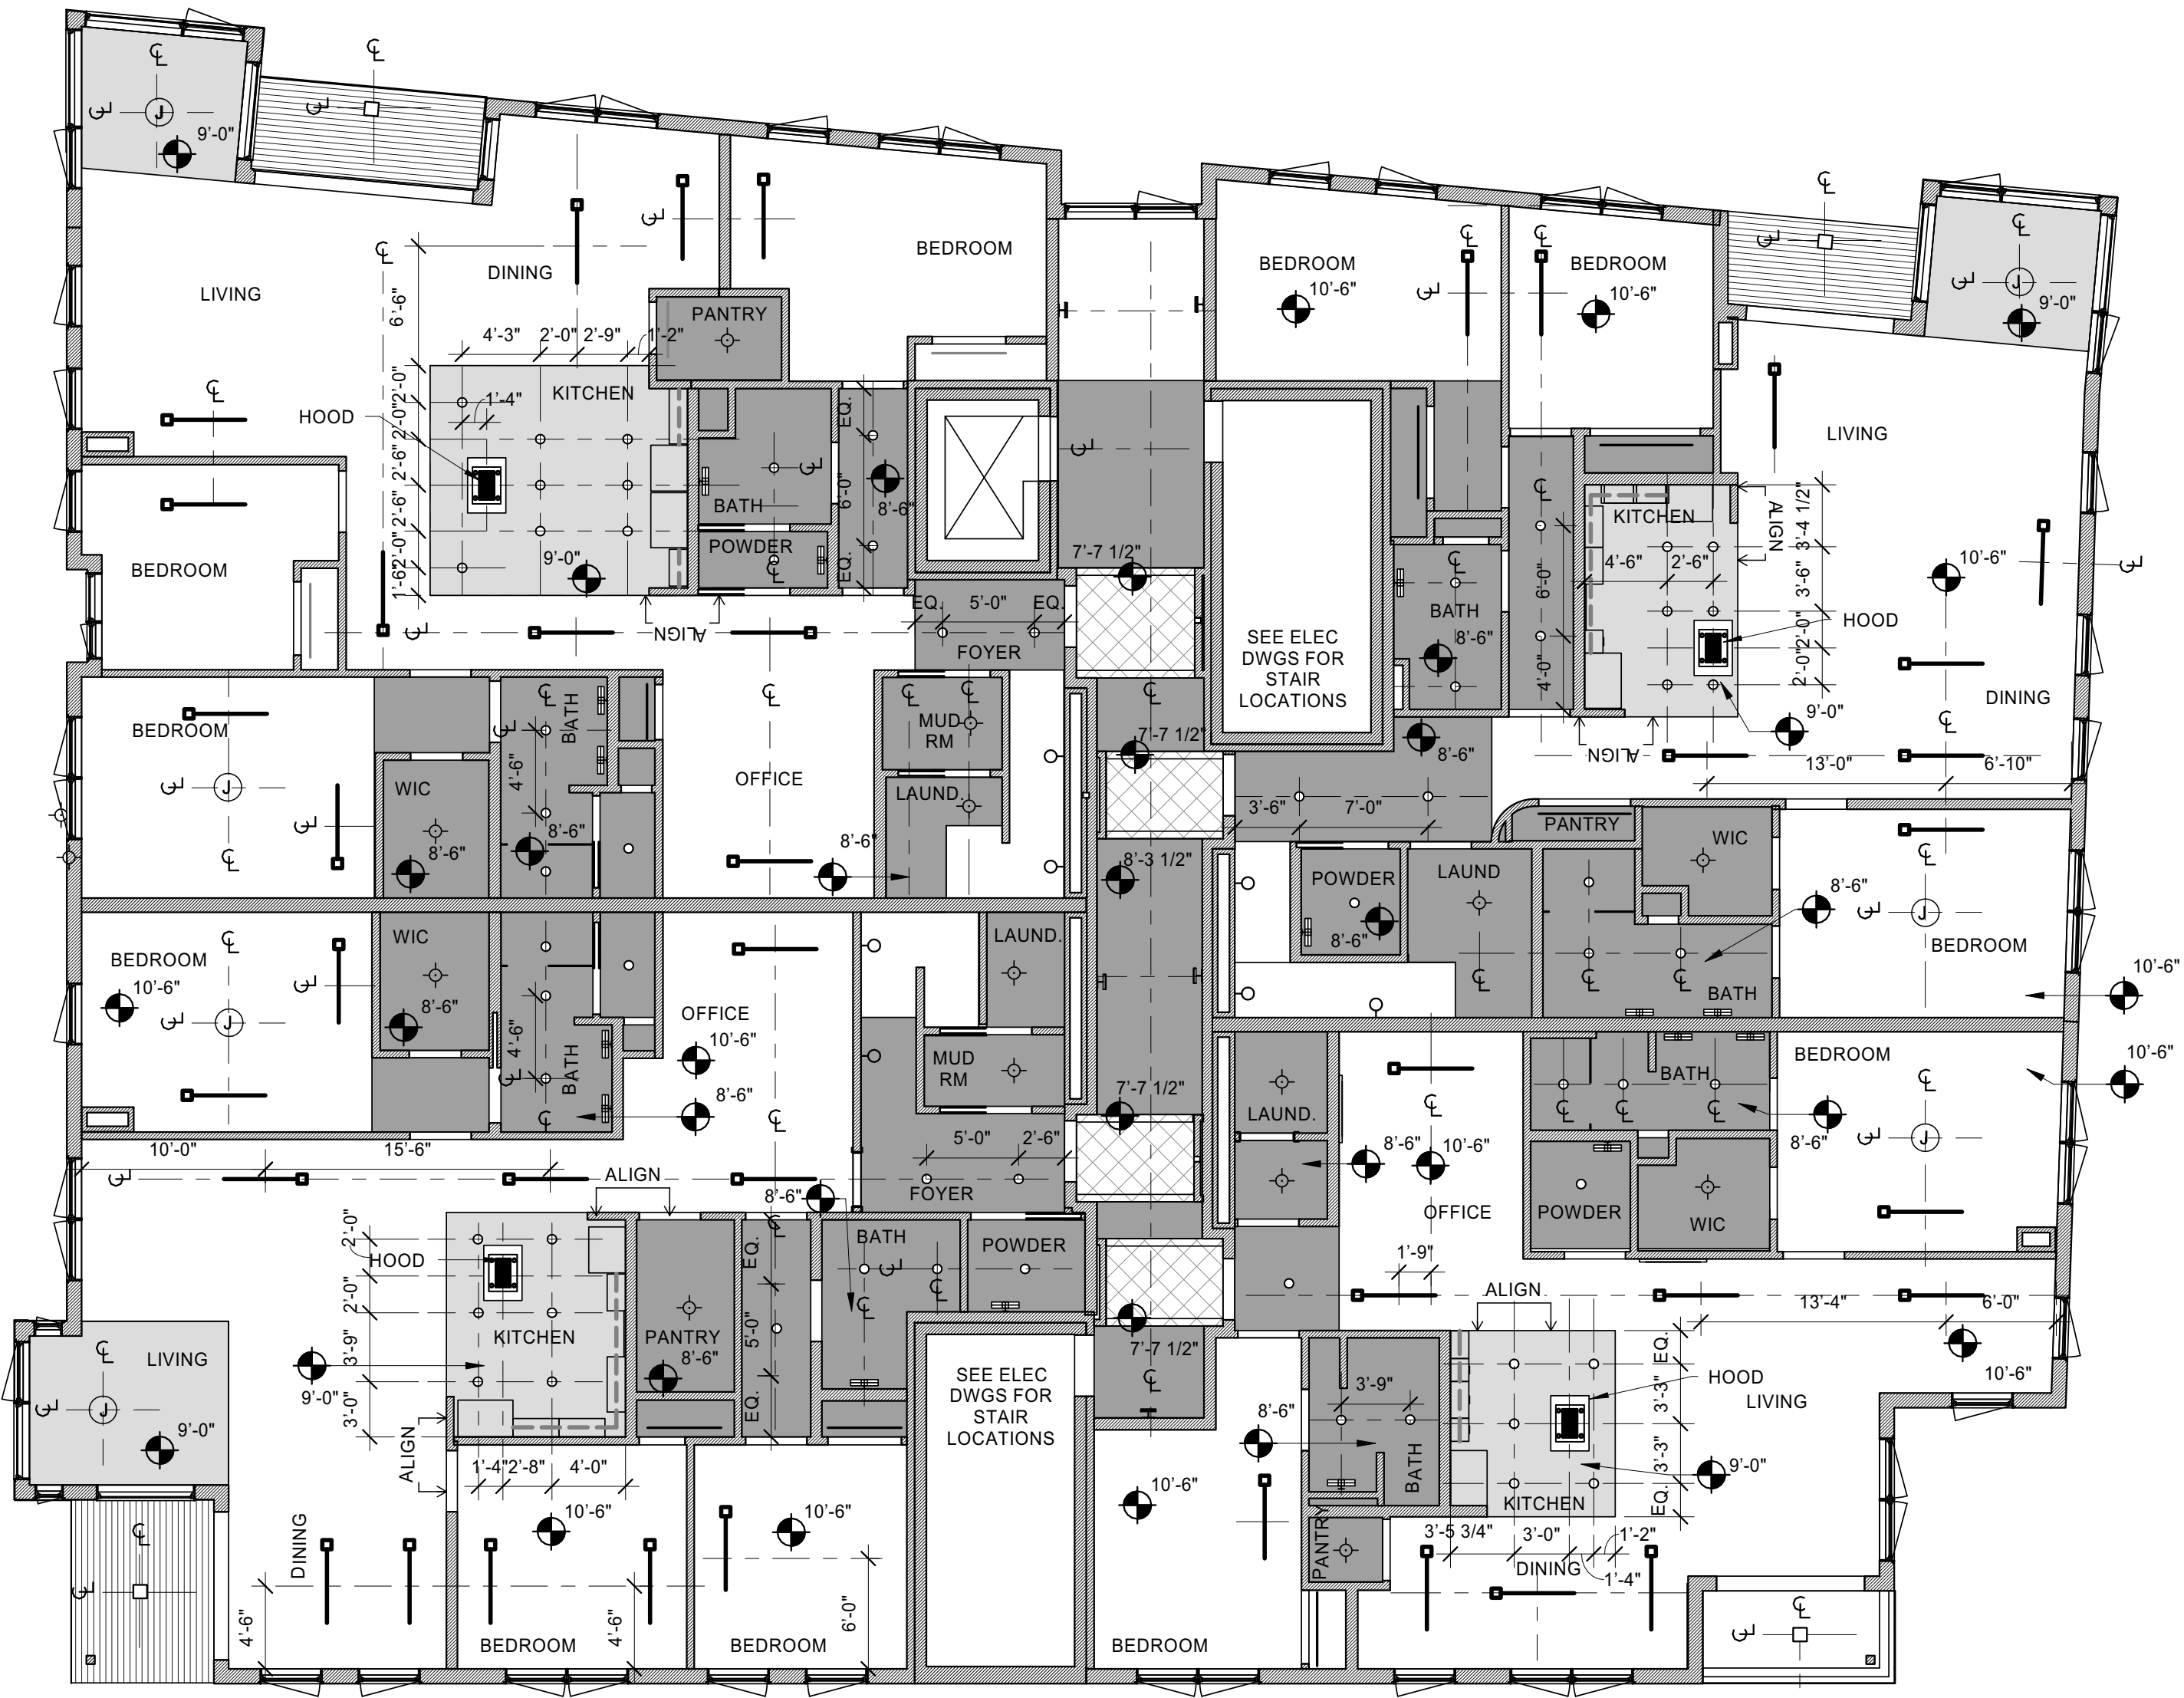 ℄
℄
℄
J
℄
9'-0"
℄
BEDROOM
DINING
LIVING
6'-6"
PANTRY
4'-3"
2'-0"
2'-9"
1'-2"
KITCHEN
HOOD
1'-4"
2'-0"
2'-0"
2'-6"
2'-6"
2'-0"
1'-6"
9'-0"
BATH
POWDER
EQ.
6'-0"
EQ.
8'-6"
ALIGN
EQ.
5'-0"
EQ.
FOYER
BEDROOM
BEDROOM
J
WIC
8'-6"
BATH
4'-6"
8'-6"
OFFICE
MUD
RM
LAUND.
8'-6"
7'-7 1/2"
7'-7 1/2"
8'-3 1/2"
7'-7 1/2"
7'-7 1/2"
BEDROOM
10'-6"
BEDROOM
10'-6"
℄
J
9'-0"
LIVING
SEE ELEC
DWGS FOR
STAIR
LOCATIONS
KITCHEN
ALIGN
3'-4 1/2"
3'-6"
2'-0"
2'-0"
4'-6"
2'-6"
BATH
8'-6"
6'-0"
4'-0"
HOOD
10'-6"
DINING
9'-0"
ALIGN
13'-0"
6'-10"
8'-6"
3'-6"
7'-0"
PANTRY
WIC
POWDER
8'-6"
LAUND
8'-6"
J
BEDROOM
BATH
10'-6"
BEDROOM
10'-6"
J
WIC
8'-6"
4'-6"
BATH
OFFICE
10'-6"
8'-6"
LAUND.
MUD
RM
5'-0"
2'-6"
FOYER
10'-0"
15'-6"
ALIGN
8'-6"
2'-0"
HOOD
2'-0"
3'-9"
3'-0"
KITCHEN
PANTRY
8'-6"
EQ.
5'-0"
EQ.
BATH
POWDER
LIVING
J
9'-0"
9'-0"
ALIGN
1'-4"
2'-8"
4'-0"
10'-6"
10'-6"
DINING
4'-6"
BEDROOM
4'-6"
BEDROOM
6'-0"
SEE ELEC
DWGS FOR
STAIR
LOCATIONS
LAUND.
8'-6"
10'-6"
OFFICE
BATH
8'-6"
BEDROOM
10'-6"
J
POWDER
WIC
1'-9"
ALIGN
13'-4"
6'-0"
10'-6"
EQ.
3'-3"
3'-3"
EQ.
HOOD
LIVING
3'-9"
8'-6"
BATH
9'-0"
KITCHEN
10'-6"
PANTRY
3'-5 3/4"
3'-0"
1'-2"
DINING
1'-4"
BEDROOM
℄